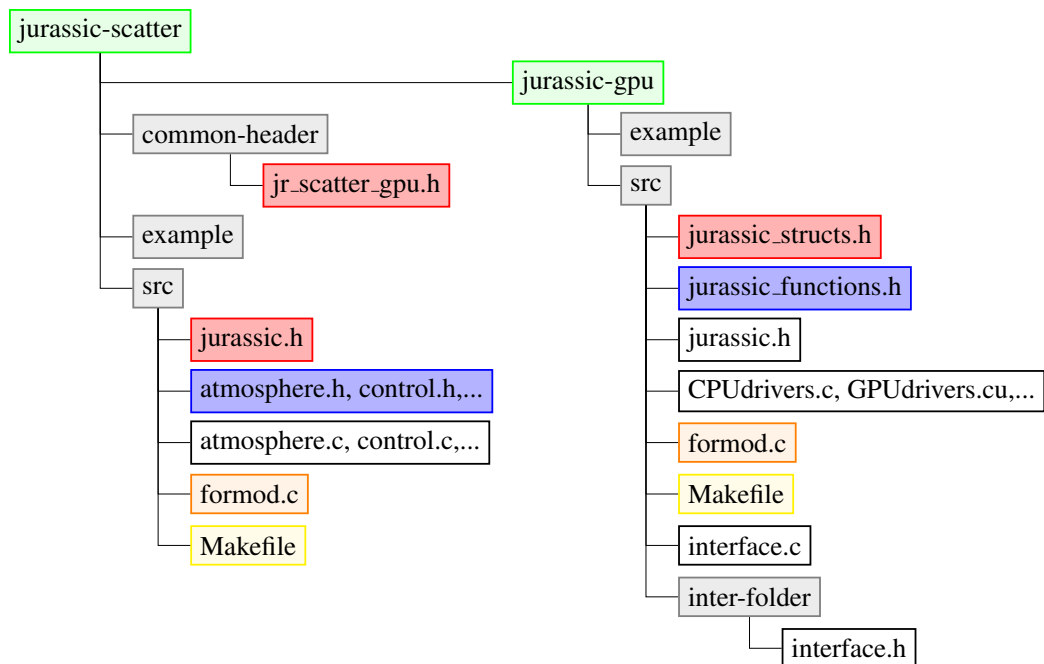 jurassic-scatter
jurassic-gpu
common-header
jr_scatter_gpu.h
example
src
jurassic.h
atmosphere.h, control.h,...
atmosphere.c, control.c,...
formod.c
Makefile
example
src
jurassic_structs.h
jurassic_functions.h
jurassic.h
CPUdrivers.c, GPUdrivers.cu,...
formod.c
Makefile
interface.c
inter-folder
interface.h